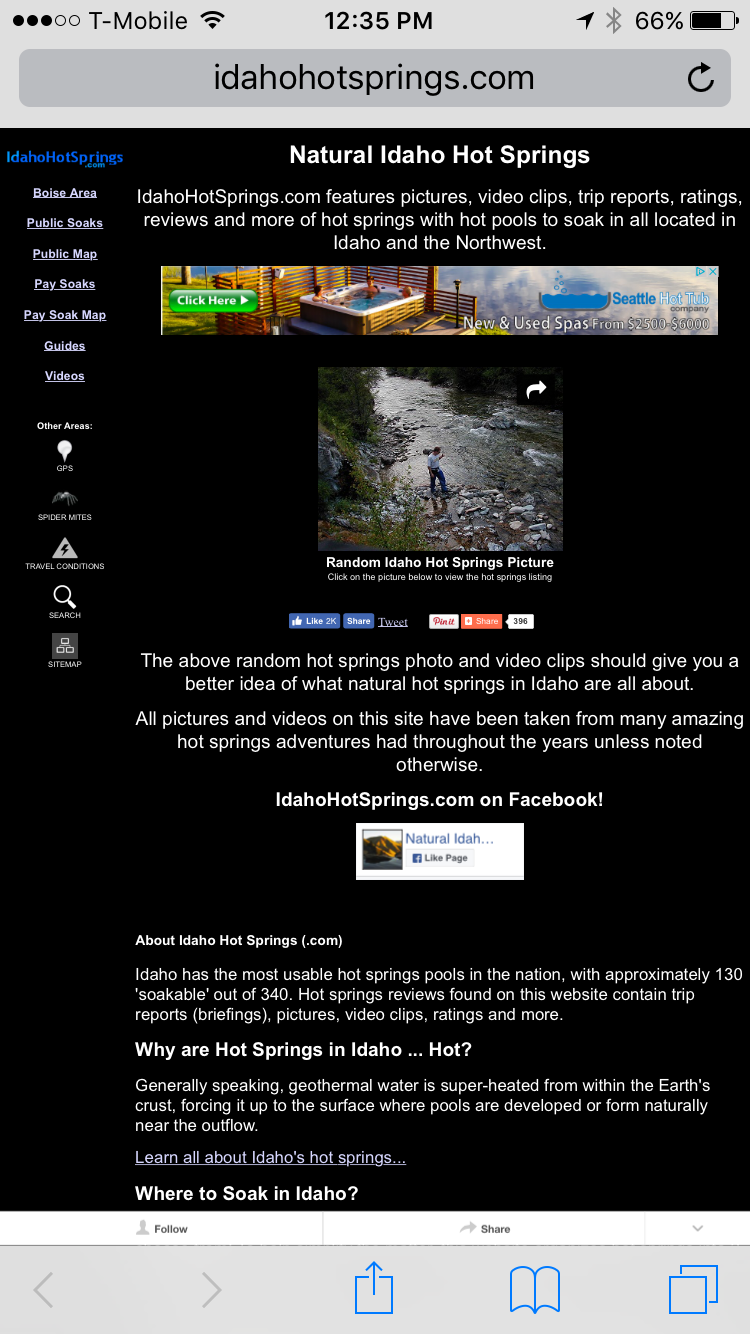 T-Mobile 12:35 PM 66%
idahohotsprings.com
IdahoHotSprings
.com
Boise Area
Public Soaks
Public Map
Pay Soaks
Pay Soak Map
Guides
Videos
Other Areas:
GPS
SPIDER MITES
TRAVEL CONDITIONS
SEARCH
SITEMAP
Natural Idaho Hot Springs
IdahoHotSprings.com features pictures, video clips, trip reports, ratings,
reviews and more of hot springs with hot pools to soak in all located in
Idaho and the Northwest.
Click Here
Seattle Hot Tub
company
New & Used Spas From $2500-$6000
Random Idaho Hot Springs Picture
Click on the picture below to view the hot springs listing
Like 2K Share Tweet Pin it Share 396
The above random hot springs photo and video clips should give you a
better idea of what natural hot springs in Idaho are all about.
All pictures and videos on this site have been taken from many amazing
hot springs adventures had throughout the years unless noted
otherwise.
IdahoHotSprings.com on Facebook!
Natural Idah...
Like Page
About Idaho Hot Springs (.com)
Idaho has the most usable hot springs pools in the nation, with approximately 130
'soakable' out of 340. Hot springs reviews found on this website contain trip
reports (briefings), pictures, video clips, ratings and more.
Why are Hot Springs in Idaho ... Hot?
Generally speaking, geothermal water is super-heated from within the Earth's
crust, forcing it up to the surface where pools are developed or form naturally
near the outflow.
Learn all about Idaho's hot springs...
Where to Soak in Idaho?
Follow Share